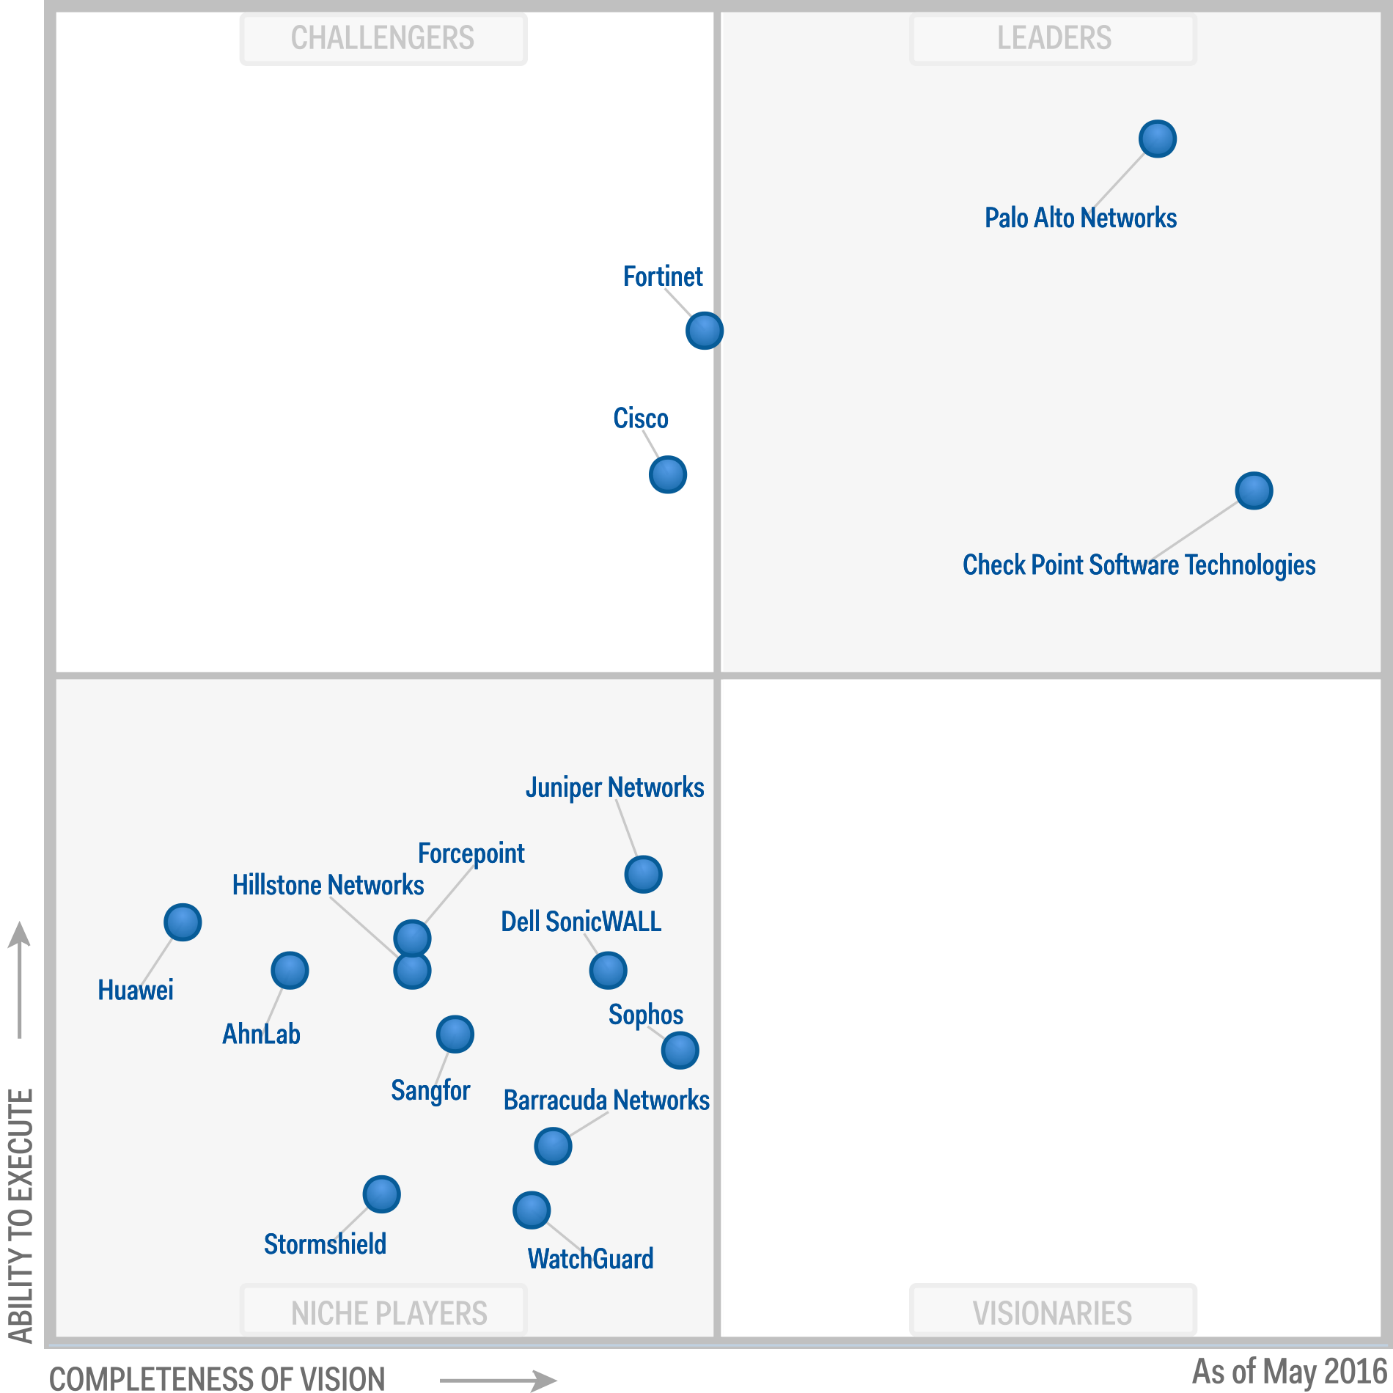 CHALLENGERS
LEADERS
Palo Alto Networks
Fortinet
Cisco
Check Point Software Technologies
Juniper Networks
Forcepoint
Hillstone Networks
Dell SonicWALL
Huawei
Sophos
AhnLab
Sangfor
Barracuda Networks
Stormshield
WatchGuard
NICHE PLAYERS
VISIONARIES
ABILITY TO EXECUTE
COMPLETENESS OF VISION
As of May 2016